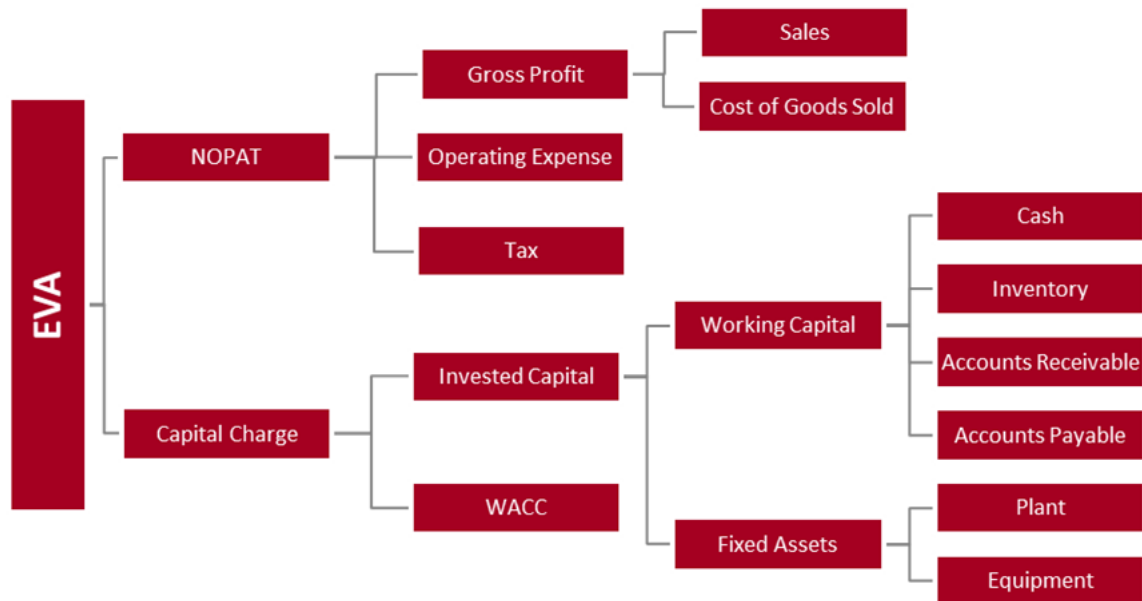 EVA
NOPAT
Gross Profit
Sales
Cost of Goods Sold
Operating Expense
Tax
Capital Charge
Invested Capital
Working Capital
Cash
Inventory
Accounts Receivable
Accounts Payable
Fixed Assets
Plant
Equipment
WACC